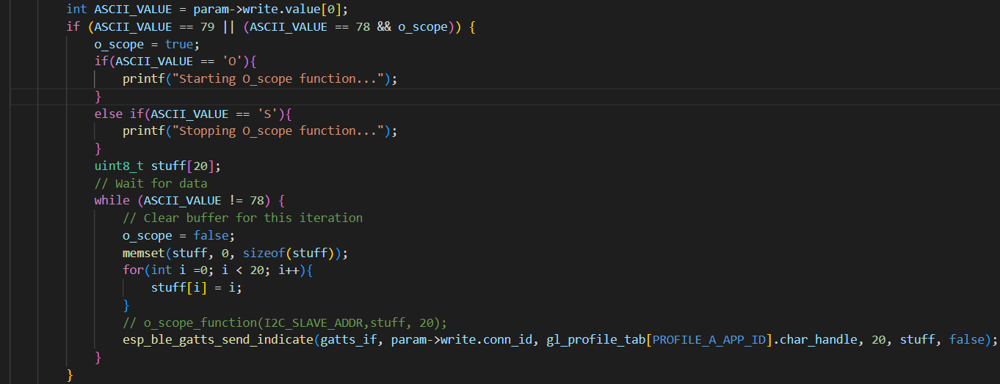 int ASCII_VALUE = param->write.value[0];
if (ASCII_VALUE == 79 || (ASCII_VALUE == 78 && o_scope)) {
o_scope = true;
if(ASCII_VALUE == 'O'){
printf("Starting O_scope function...");
}
else if(ASCII_VALUE == 'S'){
printf("Stopping O_scope function...");
}
uint8_t stuff[20];
// Wait for data
while (ASCII_VALUE != 78) {
// Clear buffer for this iteration
o_scope = false;
memset(stuff, 0, sizeof(stuff));
for(int i =0; i < 20; i++){
stuff[i] = i;
}
// o_scope_function(I2C_SLAVE_ADDR,stuff, 20);
esp_ble_gatts_send_indicate(gatts_if, param->write.conn_id, gl_profile_tab[PROFILE_A_APP_ID].char_handle, 20, stuff, false);
}
}